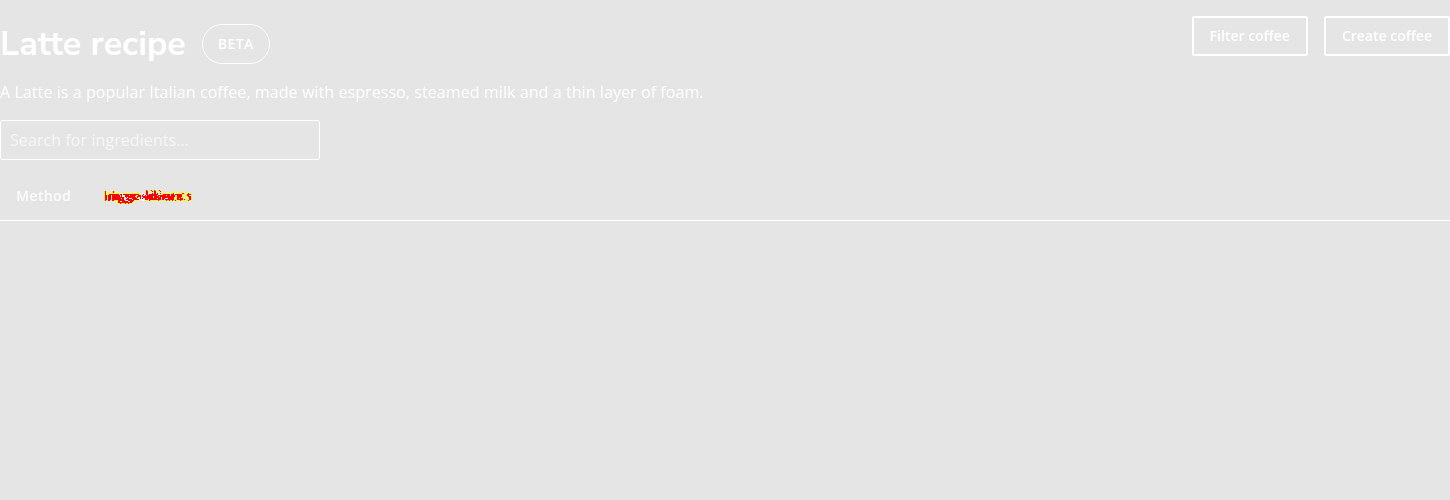 Latte recipe
BETA
Filter coffee
Create coffee
A Latte is a popular Italian coffee, made with espresso, steamed milk and a thin layer of foam.
Search for ingredients...
Method